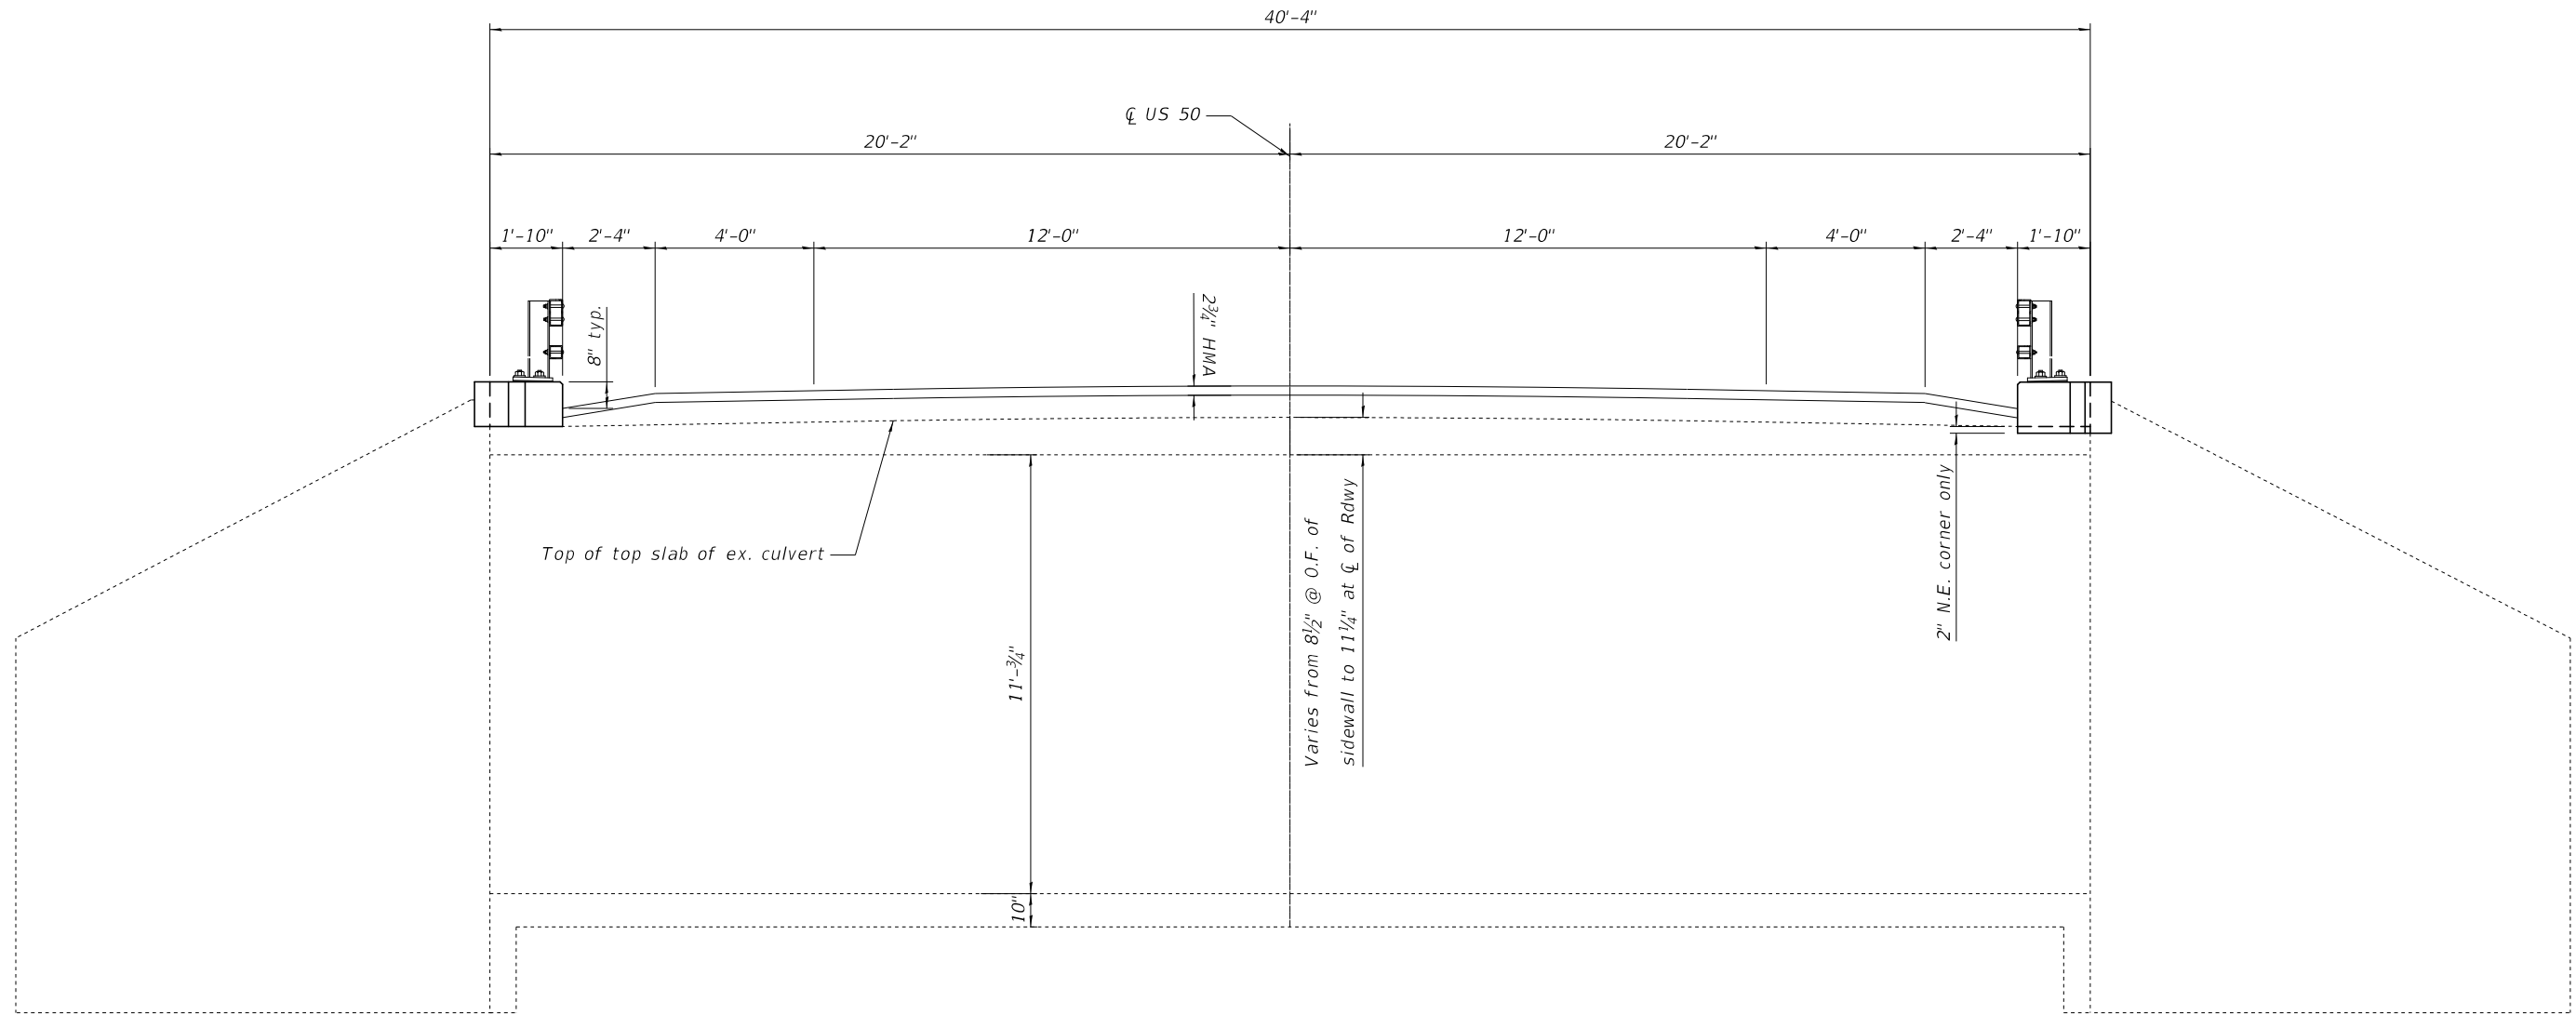 40'-4"
℄ US 50
20'-2"
20'-2"
1'-10"
2'-4"
4'-0"
12'-0"
12'-0"
4'-0"
2'-4"
1'-10"
8" typ.
2¾" HMA
Top of top slab of ex. culvert
11'-¾"
10"
Varies from 8½" @ O.F. of
sidewall to 11¼" at ℄ of Rdwy
2" N.E. corner only